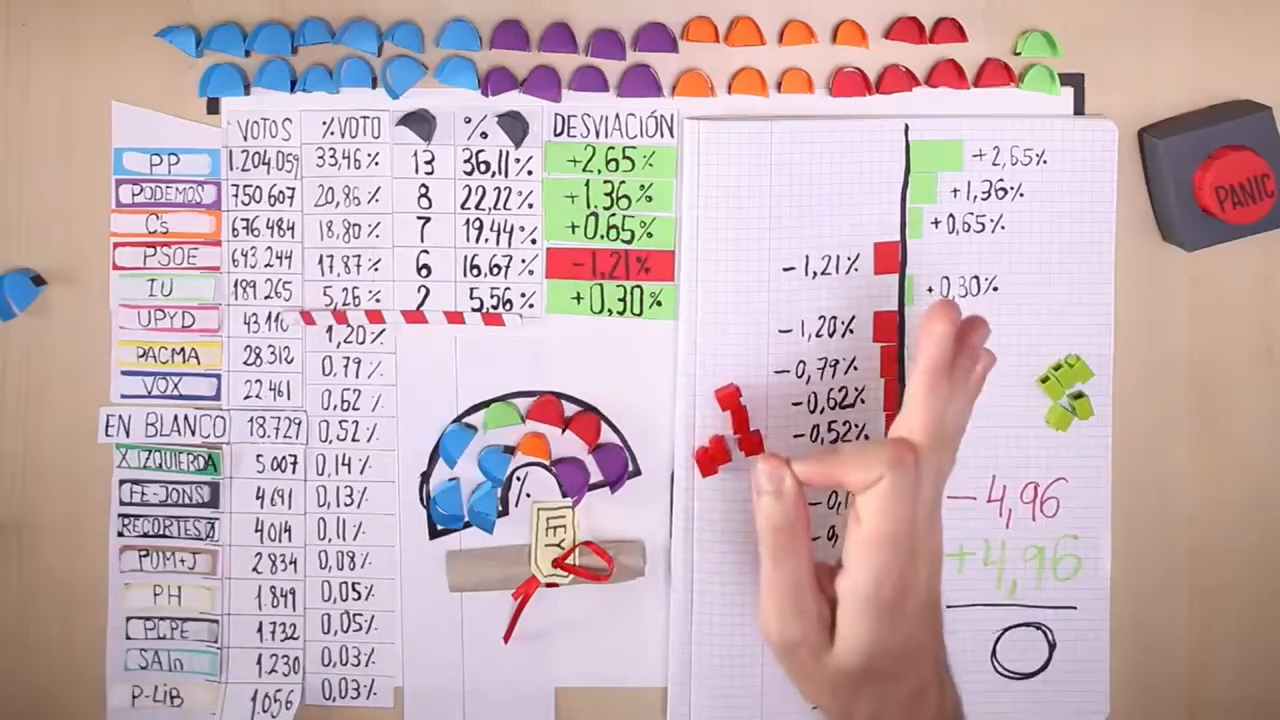 VOTOS %VOTO % DESVIACIÓN
PP 1.204.059 33,46% 13 36,11% +2,65%
PODEMOS 750.607 20,86% 8 22,22% +1.36%
C's 676.484 18,80% 7 19.44% +0.65%
PSOE 643.244 17,87% 6 16,67% -1,21%
IU 189.265 5,26% 2 5,56% +0,30%
UPYD 43.110 1,20%
PACMA 28.312 0,79%
VOX 22.461 0,62%
EN BLANCO 18.729 0,52%
X IZQUIERDA 5.007 0,14%
FE-JONS 4691 0,13%
RECORTES0 4.014 0,11%
PUM+J 2834 0,08%
PH 1.849 0,05%
PCPE 1.732 0,05%
SAIn 1.230 0,03%
P-LIB 1.056 0,03%
%
LEY
+2,65%
+1,36%
+0,65%
-1,21%
+0,30%
-1,20%
-0,79%
-0,62%
-0,52%
-4,96
+4,96
0
PANIC